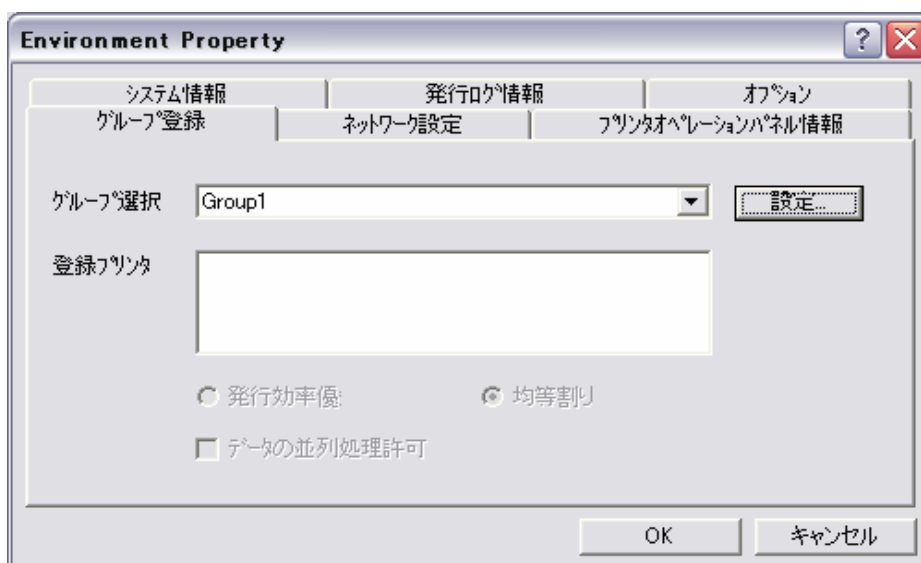 Environment Property
システム情報 発行ログ情報 オプション
グループ登録 ネットワーク設定 プリンタオペレーションパネル情報
グループ選択 Group1 設定...
登録プリンタ
発行効率優 均等割り
データの並列処理許可
OK キャンセル